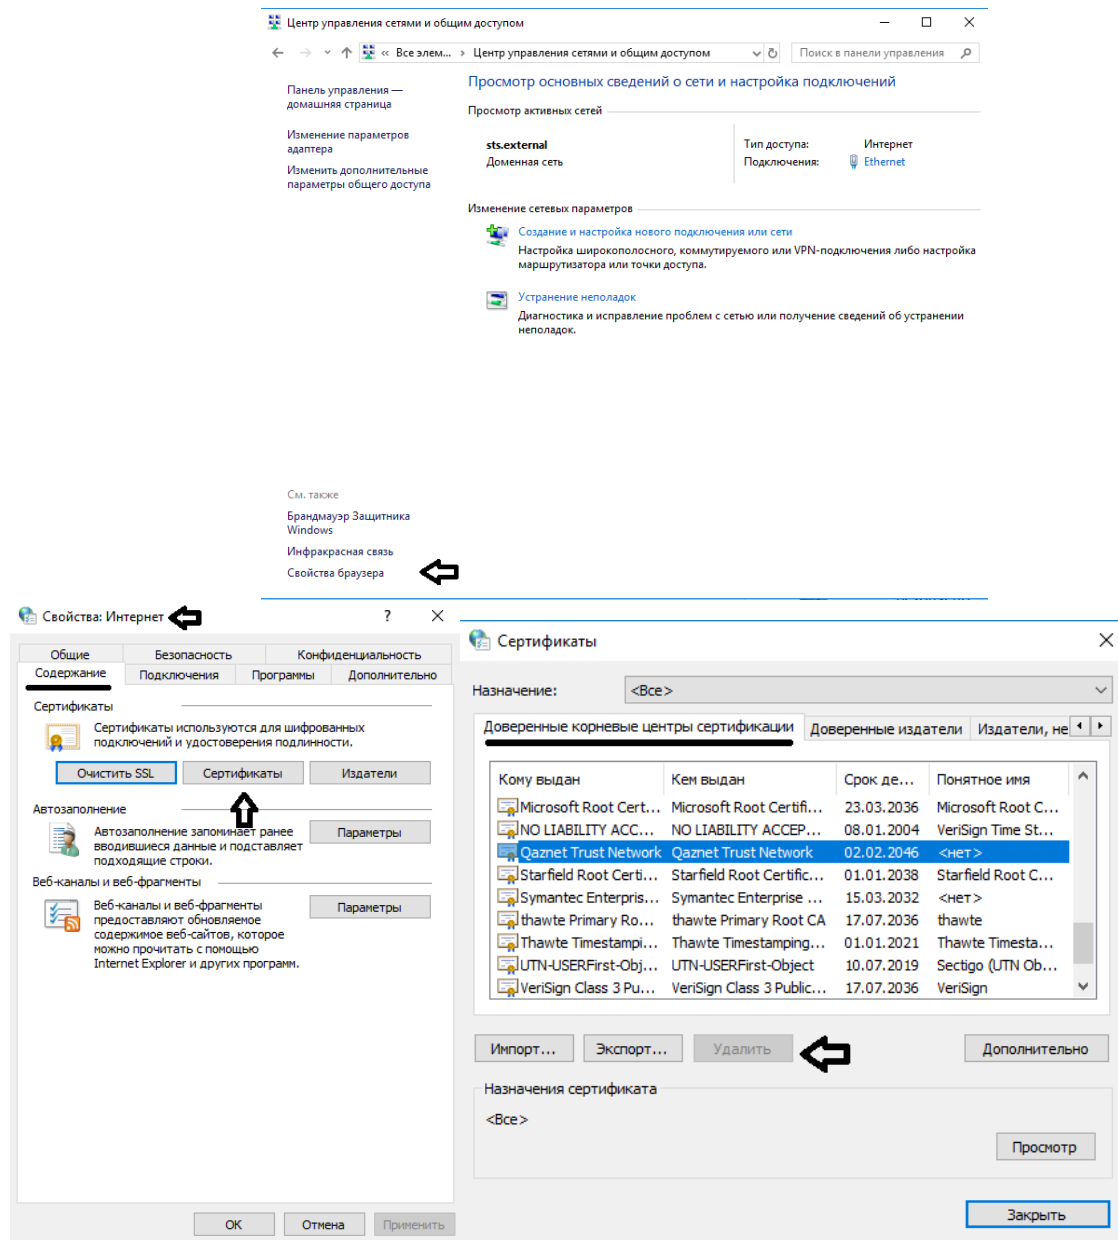 Центр управления сетями и общим доступом
« Все элем... › Центр управления сетями и общим доступом
Поиск в панели управления
Панель управления —
домашняя страница
Изменение параметров
адаптера
Изменить дополнительные
параметры общего доступа
Просмотр основных сведений о сети и настройка подключений
Просмотр активных сетей
sts.external
Доменная сеть
Тип доступа: Интернет
Подключения: Ethernet
Изменение сетевых параметров
Создание и настройка нового подключения или сети
Настройка широкополосного, коммутируемого или VPN-подключения либо настройка
маршрутизатора или точки доступа.
Устранение неполадок
Диагностика и исправление проблем с сетью или получение сведений об устранении
неполадок.
См. также
Брандмауэр Защитника
Windows
Инфракрасная связь
Свойства браузера
Свойства: Интернет ?
Общие Безопасность Конфиденциальность
Содержание Подключения Программы Дополнительно
Сертификаты
Сертификаты используются для шифрованных
подключений и удостоверения подлинности.
Очистить SSL Сертификаты Издатели
Автозаполнение
Автозаполнение запоминает ранее
вводившиеся данные и подставляет
подходящие строки.
Параметры
Веб-каналы и веб-фрагменты
Веб-каналы и веб-фрагменты
предоставляют обновляемое
содержимое веб-сайтов, которое
можно прочитать с помощью
Internet Explorer и других программ.
Параметры
ОК Отмена Применить
Сертификаты
Назначение: <Все>
Доверенные корневые центры сертификации Доверенные издатели Издатели, не
Кому выдан Кем выдан Срок де... Понятное имя
Microsoft Root Cert... Microsoft Root Certifi... 23.03.2036 Microsoft Root C...
NO LIABILITY ACC... NO LIABILITY ACCEP... 08.01.2004 VeriSign Time St...
Qaznet Trust Network Qaznet Trust Network 02.02.2046 <нет>
Starfield Root Certi... Starfield Root Certific... 01.01.2038 Starfield Root C...
Symantec Enterpris... Symantec Enterprise ... 15.03.2032 <нет>
thawte Primary Ro... thawte Primary Root CA 17.07.2036 thawte
Thawte Timestampi... Thawte Timestamping... 01.01.2021 Thawte Timesta...
UTN-USERFirst-Obj... UTN-USERFirst-Object 10.07.2019 Sectigo (UTN Ob...
VeriSign Class 3 Pu... VeriSign Class 3 Public... 17.07.2036 VeriSign
Импорт... Экспорт... Удалить Дополнительно
Назначения сертификата
<Все>
Просмотр
Закрыть